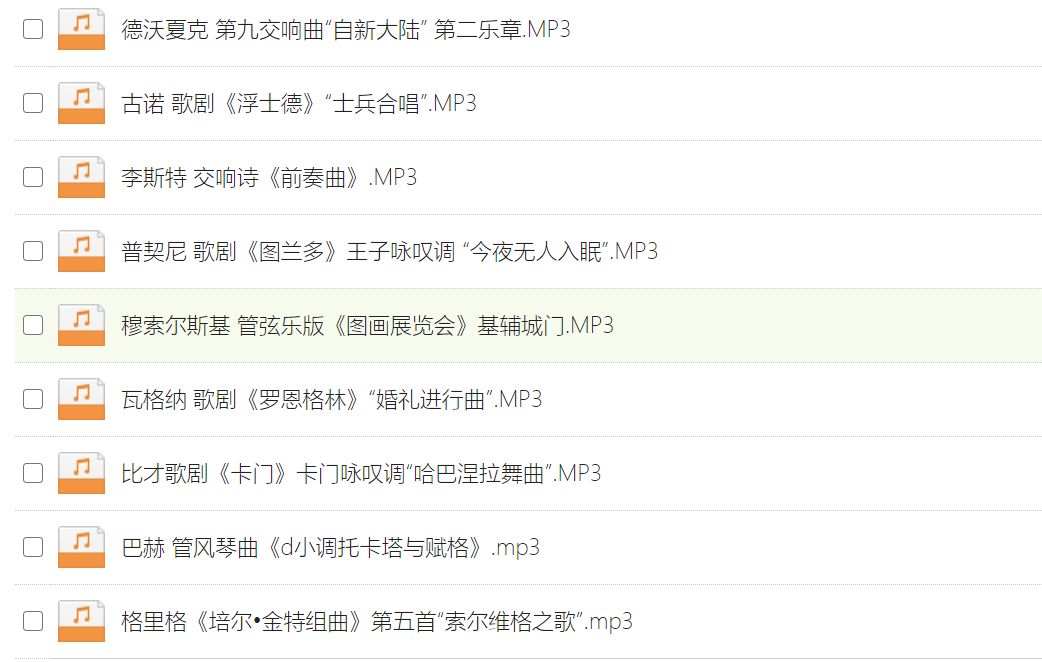 德沃夏克 第九交响曲“自新大陆” 第二乐章.MP3
古诺 歌剧《浮士德》“士兵合唱”.MP3
李斯特 交响诗《前奏曲》.MP3
普契尼 歌剧《图兰多》王子咏叹调 “今夜无人入眠”.MP3
穆索尔斯基 管弦乐版《图画展览会》基辅城门.MP3
瓦格纳 歌剧《罗恩格林》“婚礼进行曲”.MP3
比才歌剧《卡门》卡门咏叹调“哈巴涅拉舞曲”.MP3
巴赫 管风琴曲《d小调托卡塔与赋格》.mp3
格里格《培尔•金特组曲》第五首“索尔维格之歌”.mp3